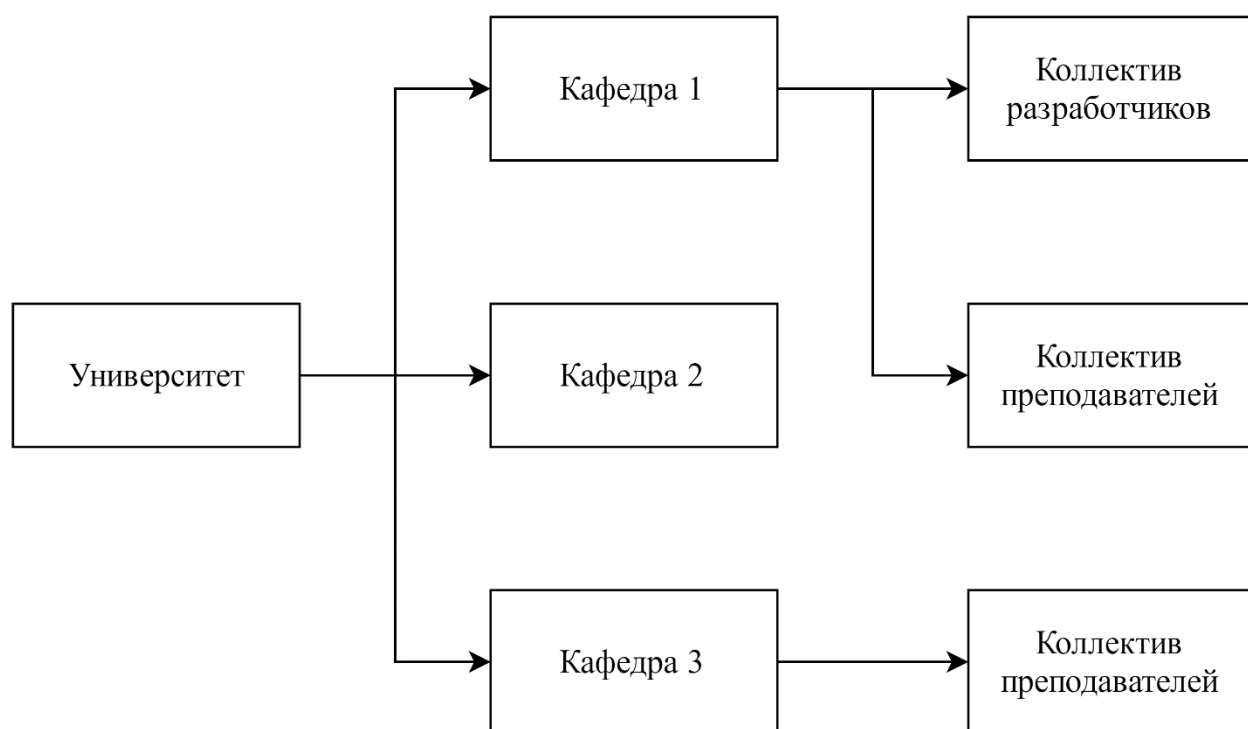 Кафедра 1
Коллектив
разработчиков
Университет
Кафедра 2
Коллектив
преподавателей
Кафедра 3
Коллектив
преподавателей